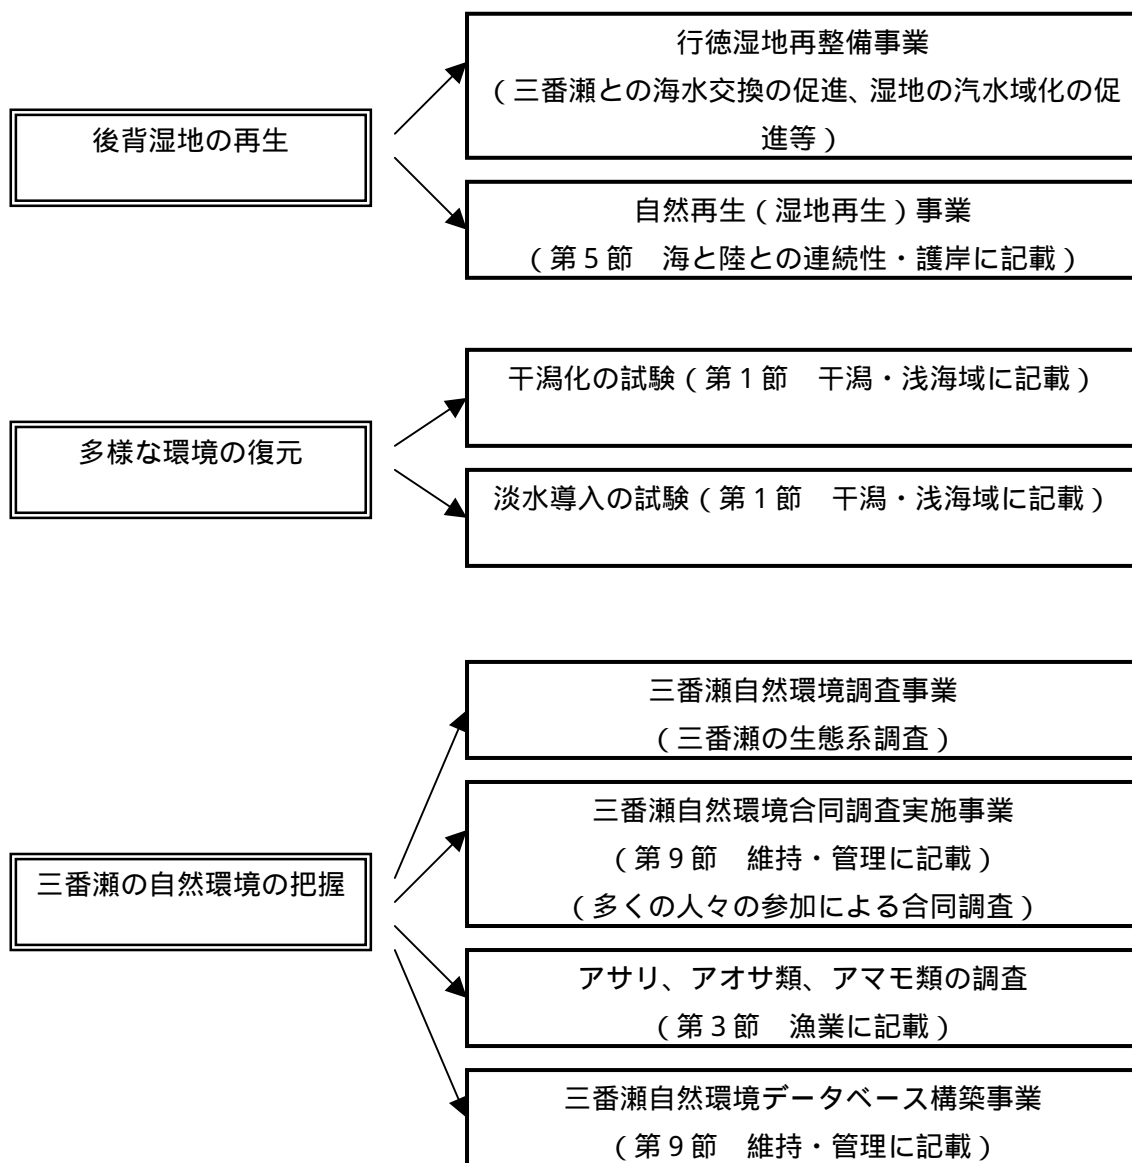 後背湿地の再生
行徳湿地再整備事業
（三番瀬との海水交換の促進、湿地の汽水域化の促
進等）
自然再生（湿地再生）事業
（第５節　海と陸との連続性・護岸に記載）
多様な環境の復元
干潟化の試験（第１節　干潟・浅海域に記載）
淡水導入の試験（第１節　干潟・浅海域に記載）
三番瀬の自然環境の把握
三番瀬自然環境調査事業
（三番瀬の生態系調査）
三番瀬自然環境合同調査実施事業
（第９節　維持・管理に記載）
（多くの人々の参加による合同調査）
アサリ、アオサ類、アマモ類の調査
（第３節　漁業に記載）
三番瀬自然環境データベース構築事業
（第９節　維持・管理に記載）